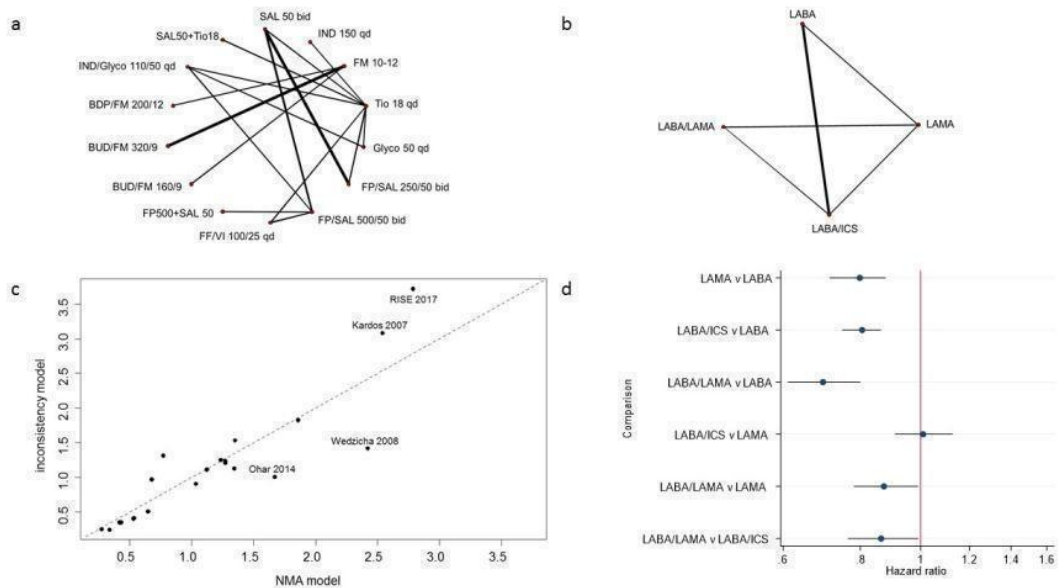 a
SAL 50 bid
SAL50+Tio18
IND 150 qd
IND/Glyco 110/50 qd
FM 10-12
BDP/FM 200/12
Tio 18 qd
BUD/FM 320/9
Glyco 50 qd
BUD/FM 160/9
FP/SAL 250/50 bid
FP500+SAL 50
FP/SAL 500/50 bid
FF/VI 100/25 qd
b
LABA
LABA/LAMA
LAMA
LABA/ICS
c
inconsistency model
3.5
3.0
2.5
2.0
1.5
1.0
0.5
RISE 2017
Kardos 2007
Wedzicha 2008
Ohar 2014
0.5 1.0 1.5 2.0 2.5 3.0 3.5
NMA model
d
Comparison
LAMA v LABA
LABA/ICS v LABA
LABA/LAMA v LABA
LABA/ICS v LAMA
LABA/LAMA v LAMA
LABA/LAMA v LABA/ICS
.6 .8 1 1.2 1.4 1.6
Hazard ratio